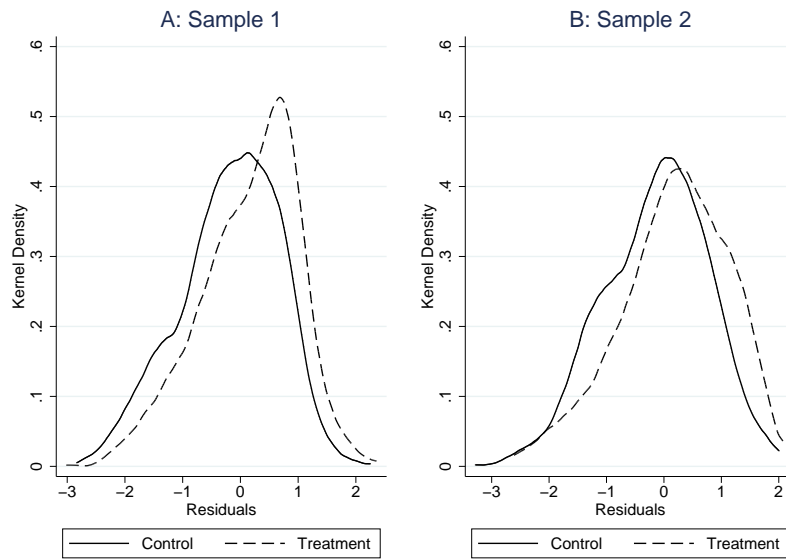 A: Sample 1
.6
.5
.4
.3
.2
.1
0
Kernel Density
−3 −2 −1 0 1 2
Residuals
Control Treatment
B: Sample 2
.6
.5
.4
.3
.2
.1
0
Kernel Density
−3 −2 −1 0 1 2
Residuals
Control Treatment